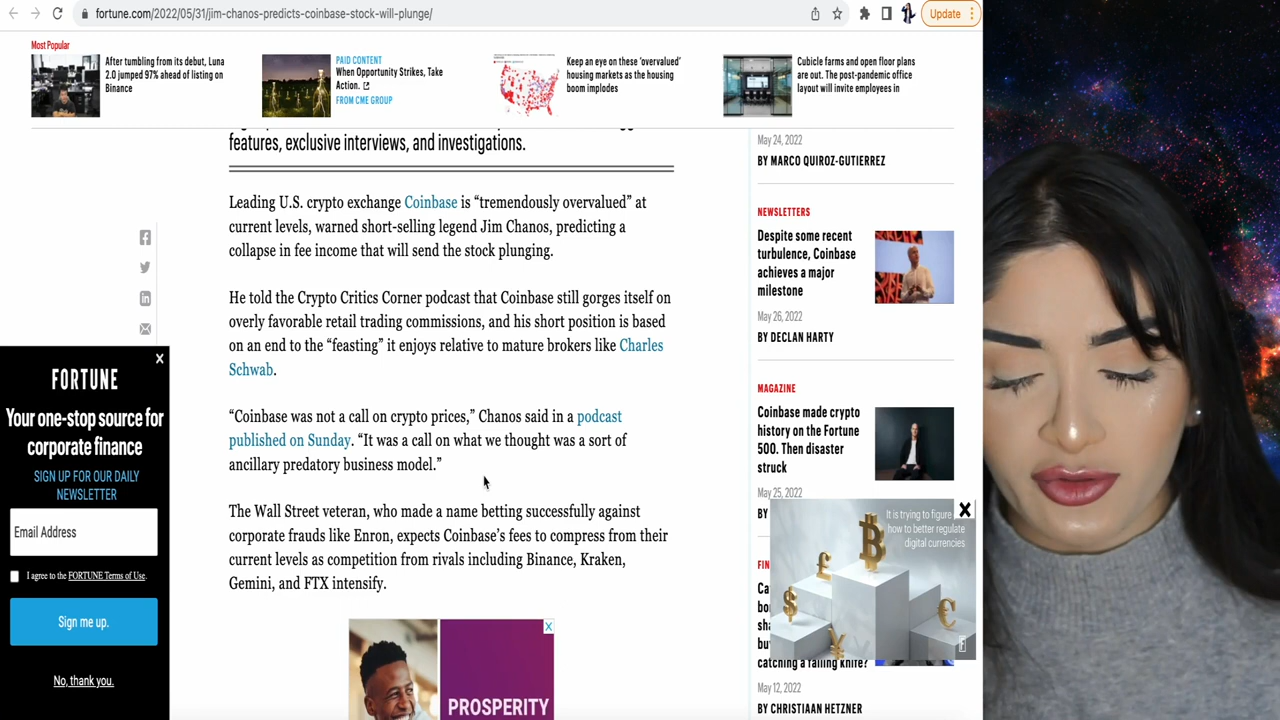 fortune.com/2022/05/31/jim-chanos-predicts-coinbase-stock-will-plunge/
Update
Most Popular
After tumbling from its debut, Luna
2.0 jumped 97% ahead of listing on
Binance
PAID CONTENT
When Opportunity Strikes, Take
Action.
FROM CME GROUP
Keep an eye on these ‘overvalued’
housing markets as the housing
boom implodes
Cubicle farms and open floor plans
are out. The post-pandemic office
layout will invite employees in
features, exclusive interviews, and investigations.
Leading U.S. crypto exchange Coinbase is “tremendously overvalued” at
current levels, warned short-selling legend Jim Chanos, predicting a
collapse in fee income that will send the stock plunging.
He told the Crypto Critics Corner podcast that Coinbase still gorges itself on
overly favorable retail trading commissions, and his short position is based
on an end to the “feasting” it enjoys relative to mature brokers like Charles
Schwab.
“Coinbase was not a call on crypto prices,” Chanos said in a podcast
published on Sunday. “It was a call on what we thought was a sort of
ancillary predatory business model.”
The Wall Street veteran, who made a name betting successfully against
corporate frauds like Enron, expects Coinbase’s fees to compress from their
current levels as competition from rivals including Binance, Kraken,
Gemini, and FTX intensify.
X
PROSPERITY
x
FORTUNE
Your one-stop source for
corporate finance
SIGN UP FOR OUR DAILY
NEWSLETTER
Email Address
I agree to the FORTUNE Terms of Use.
Sign me up.
No, thank you.
May 24, 2022
BY MARCO QUIROZ-GUTIERREZ
NEWSLETTERS
Despite some recent
turbulence, Coinbase
achieves a major
milestone
May 26, 2022
BY DECLAN HARTY
MAGAZINE
Coinbase made crypto
history on the Fortune
500. Then disaster
struck
May 25, 2022
BY
X
It is trying to figure
how to better regulate
digital currencies
FIN
Ca
bo
sha
bu
catching a falling knife?
May 12, 2022
BY CHRISTIAAN HETZNER